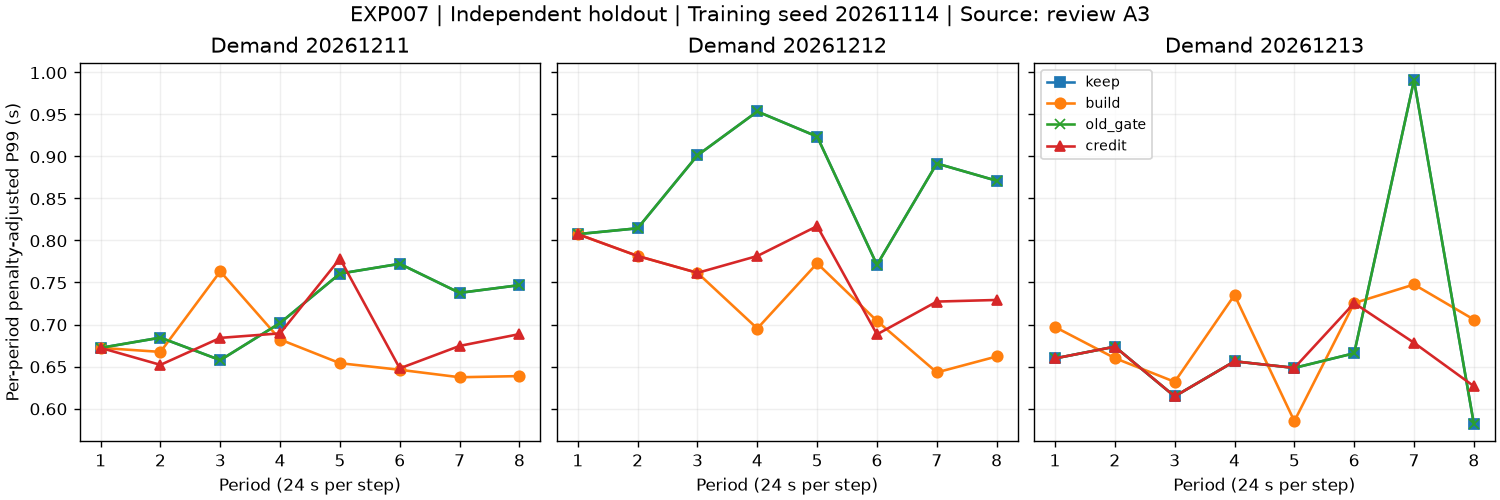 EXP007 | Independent holdout | Training seed 20261114 | Source: review A3
Demand 20261211
Demand 20261212
Demand 20261213
Per-period penalty-adjusted P99 (s)
1.00
0.95
0.90
0.85
0.80
0.75
0.70
0.65
0.60
keep
build
old_gate
credit
1 2 3 4 5 6 7 8
1 2 3 4 5 6 7 8
1 2 3 4 5 6 7 8
Period (24 s per step)
Period (24 s per step)
Period (24 s per step)